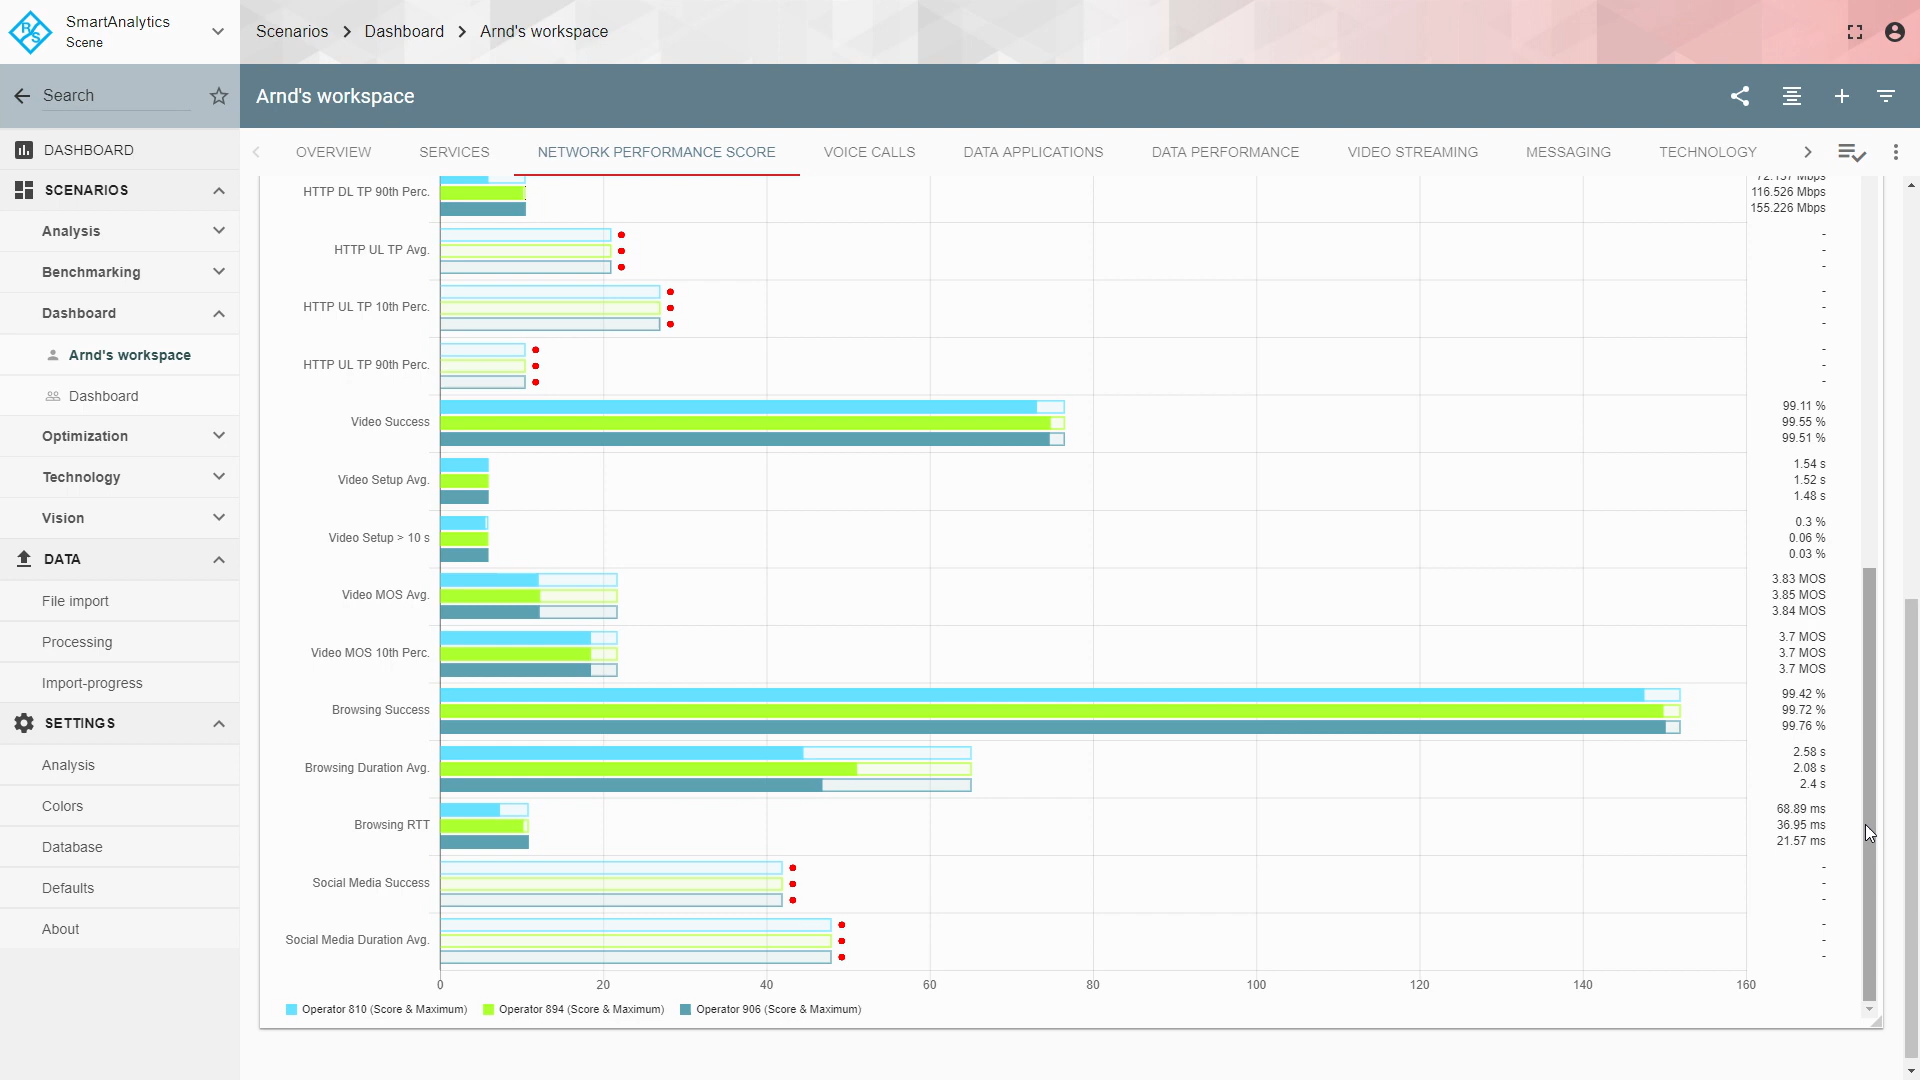 SmartAnalytics
Scene
Scenarios > Dashboard > Arnd's workspace
Search
Arnd's workspace
DASHBOARD
SCENARIOS
Analysis
Benchmarking
Dashboard
Arnd's workspace
Dashboard
Optimization
Technology
Vision
DATA
File import
Processing
Import-progress
SETTINGS
Analysis
Colors
Database
Defaults
About
OVERVIEW SERVICES NETWORK PERFORMANCE SCORE VOICE CALLS DATA APPLICATIONS DATA PERFORMANCE VIDEO STREAMING MESSAGING TECHNOLOGY
HTTP DL TP 90th Perc.
116.526 Mbps
155.226 Mbps
HTTP UL TP Avg.
-
-
-
HTTP UL TP 10th Perc.
-
-
-
HTTP UL TP 90th Perc.
-
-
-
Video Success
99.11 %
99.55 %
99.51 %
Video Setup Avg.
1.54 s
1.52 s
1.48 s
Video Setup > 10 s
0.3 %
0.06 %
0.03 %
Video MOS Avg.
3.83 MOS
3.85 MOS
3.84 MOS
Video MOS 10th Perc.
3.7 MOS
3.7 MOS
3.7 MOS
Browsing Success
99.42 %
99.72 %
99.76 %
Browsing Duration Avg.
2.58 s
2.08 s
2.4 s
Browsing RTT
68.89 ms
36.95 ms
21.57 ms
Social Media Success
-
-
-
Social Media Duration Avg.
-
-
-
0 20 40 60 80 100 120 140 160
Operator 810 (Score & Maximum) Operator 894 (Score & Maximum) Operator 906 (Score & Maximum)